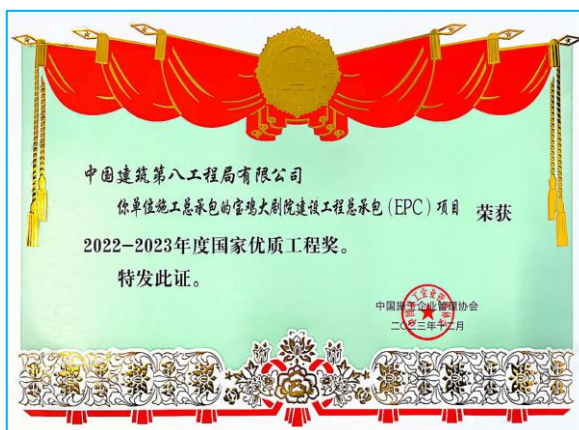 中国建筑第八工程局有限公司
你单位施工总承包的宝鸡大剧院建设工程总承包(EPC)项目 荣获
2022-2023年度国家优质工程奖。
特发此证。
中国施工企业管理协会
二〇二三年十二月